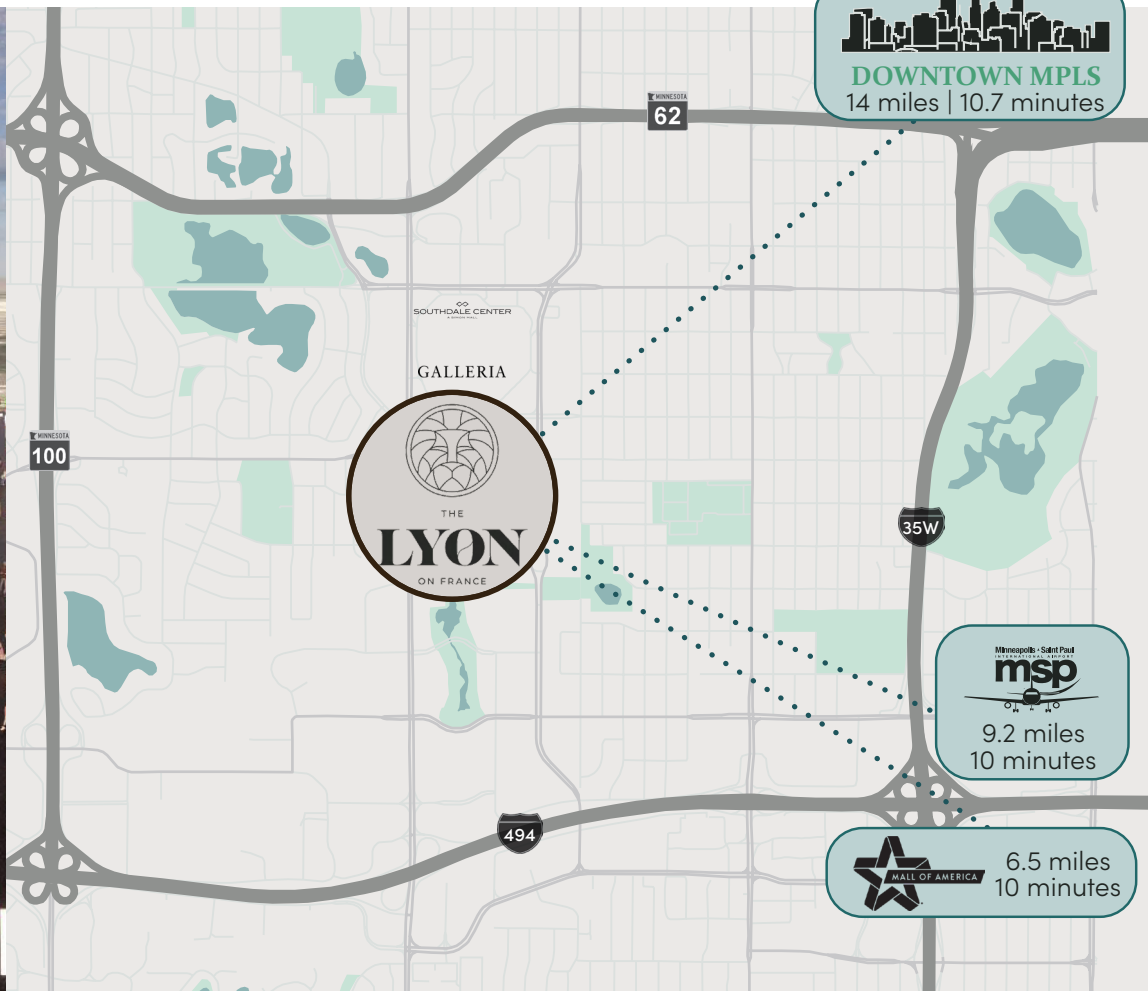 DOWNTOWN MPLS
14 miles | 10.7 minutes
MINNESOTA
62
SOUTHDALE CENTER
A SIMON MALL
GALLERIA
MINNESOTA
100
THE
LYON
ON FRANCE
35W
Minneapolis - Saint Paul
INTERNATIONAL AIRPORT
msp
9.2 miles
10 minutes
494
MALL OF AMERICA
6.5 miles
10 minutes